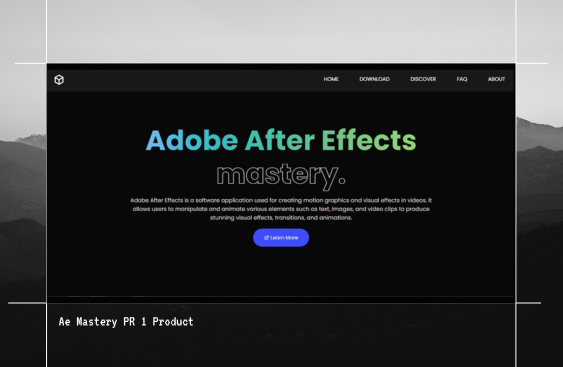 HOME DOWNLOAD DISCOVER FAQ ABOUT
Adobe After Effects
mastery.
Adobe After Effects is a software application used for creating motion graphics and visual effects in videos. It
allows users to manipulate and animate various elements such as text, images, and video clips to produce
stunning visual effects, transitions, and animations.
Learn More
Ae Mastery PR 1 Product